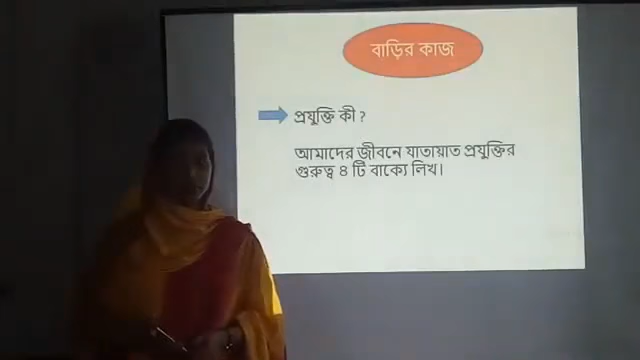 বাড়ির কাজ
প্রযুক্তি কী ?
আমাদের জীবনে যাতায়াত প্রযুক্তির
গুরুত্ব ৪ টি বাক্যে লিখ।